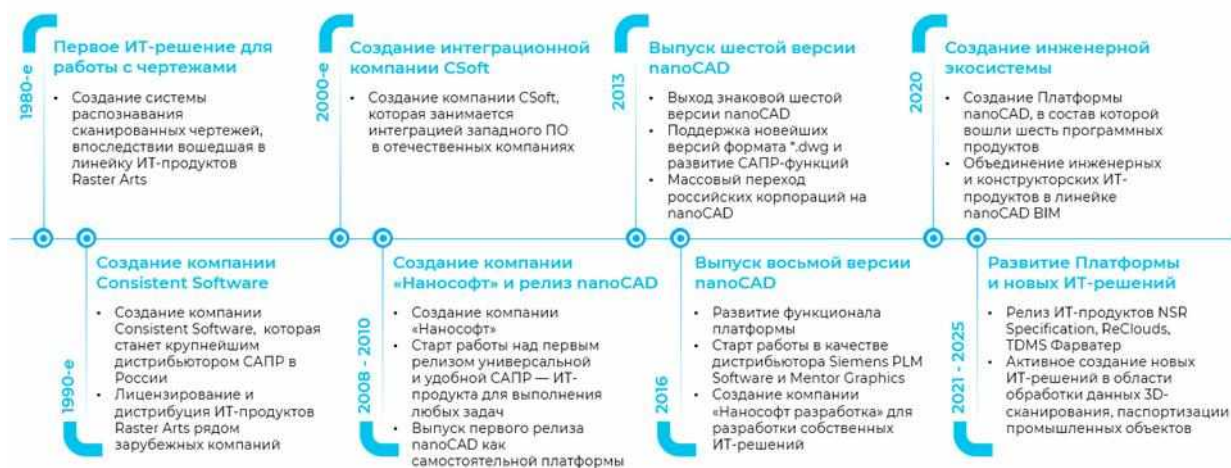 1980-е
Первое ИТ-решение для
работы с чертежами
• Создание системы
распознавания
сканированных чертежей,
впоследствии вошедшая в
линейку ИТ-продуктов
Raster Arts
2000-е
Создание интеграционной
компании CSoft
• Создание компании CSoft,
которая занимается
интеграцией западного ПО
в отечественных компаниях
2013
Выпуск шестой версии
nanoCAD
• Выход знаковой шестой
версии nanoCAD
• Поддержка новейших
версий формата *.dwg и
развитие САПР-функций
• Массовый переход
российских корпораций на
nanoCAD
2020
Создание инженерной
экосистемы
• Создание Платформы
nanoCAD, в состав которой
вошли шесть программных
продуктов
• Объединение инженерных
и конструкторских ИТ-
продуктов в линейке
nanoCAD BIM
1990-е
Создание компании
Consistent Software
• Создание компании
Consistent Software, которая
станет крупнейшим
дистрибьютором САПР в
России
• Лицензирование и
дистрибуция ИТ-продуктов
Raster Arts рядом
зарубежных компаний
2008 - 2010
Создание компании
«Нанософт» и релиз nanoCAD
• Создание компании
«Нанософт»
• Старт работы над первым
релизом универсальной
и удобной САПР — ИТ-
продукта для выполнения
любых задач
• Выпуск первого релиза
nanoCAD как
самостоятельной платформы
2016
Выпуск восьмой версии
nanoCAD
• Развитие функционала
платформы
• Старт работы в качестве
дистрибьютора Siemens PLM
Software и Mentor Graphics
• Создание компании
«Нанософт разработка» для
разработки собственных
ИТ-решений
2021 - 2025
Развитие Платформы
и новых ИТ-решений
• Релиз ИТ-продуктов NSR
Specification, ReClouds,
TDMS Фарватер
• Активное создание новых
ИТ-решений в области
обработки данных 3D-
сканирования, паспортизации
промышленных объектов